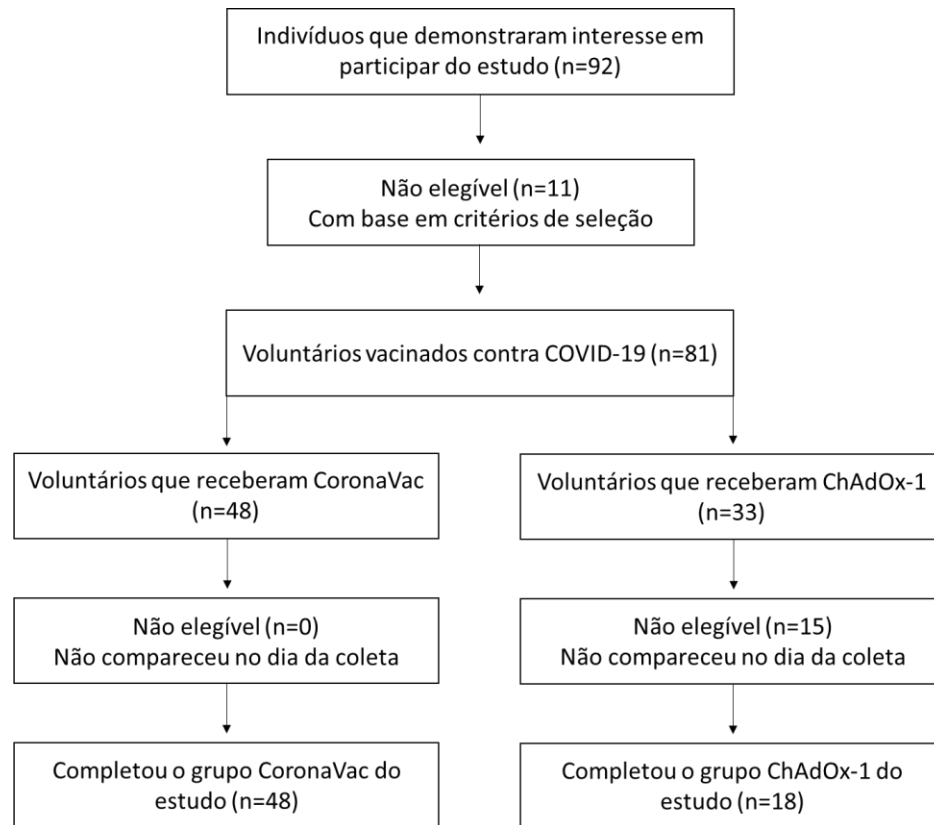 Indivíduos que demonstraram interesse em
participar do estudo (n=92)
Não elegível (n=11)
Com base em critérios de seleção
Voluntários vacinados contra COVID-19 (n=81)
Voluntários que receberam CoronaVac
(n=48)
Voluntários que receberam ChAdOx-1
(n=33)
Não elegível (n=0)
Não compareceu no dia da coleta
Não elegível (n=15)
Não compareceu no dia da coleta
Completou o grupo CoronaVac do
estudo (n=48)
Completou o grupo ChAdOx-1 do
estudo (n=18)